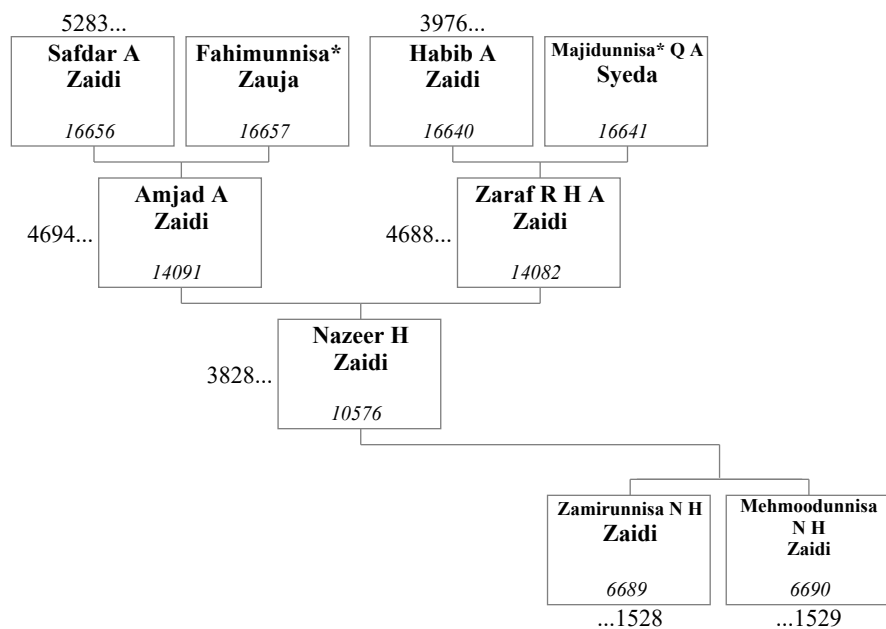 5283...
3976...
Safdar A
Zaidi
16656
Fahimunnisa*
Zauja
16657
Habib A
Zaidi
16640
Majidunnisa* Q A
Syeda
16641
4694...
Amjad A
Zaidi
14091
4688...
Zaraf R H A
Zaidi
14082
3828...
Nazeer H
Zaidi
10576
Zamirunnisa N H
Zaidi
6689
...1528
Mehmoodunnisa
N H
Zaidi
6690
...1529